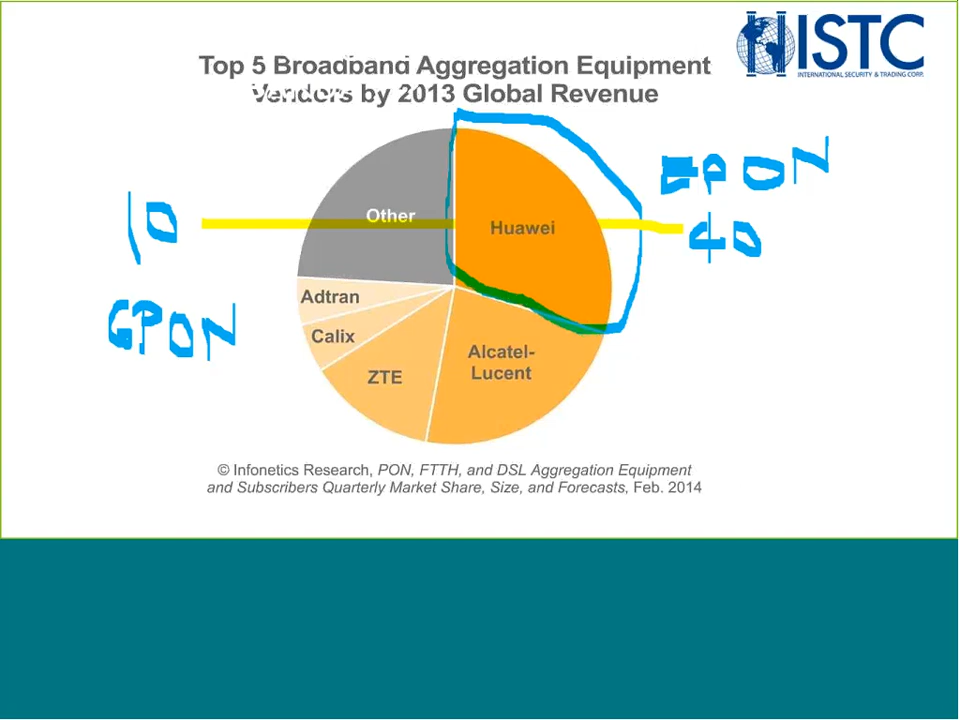 HISTC
INTERNATIONAL SECURITY & TRADING CORP.
Top 5 Broadband Aggregation Equipment
Vendors by 2013 Global Revenue
Other
Huawei
Adtran
Calix
ZTE
Alcatel-
Lucent
10
GPON
PON
40
© Infonetics Research, PON, FTTH, and DSL Aggregation Equipment
and Subscribers Quarterly Market Share, Size, and Forecasts, Feb. 2014